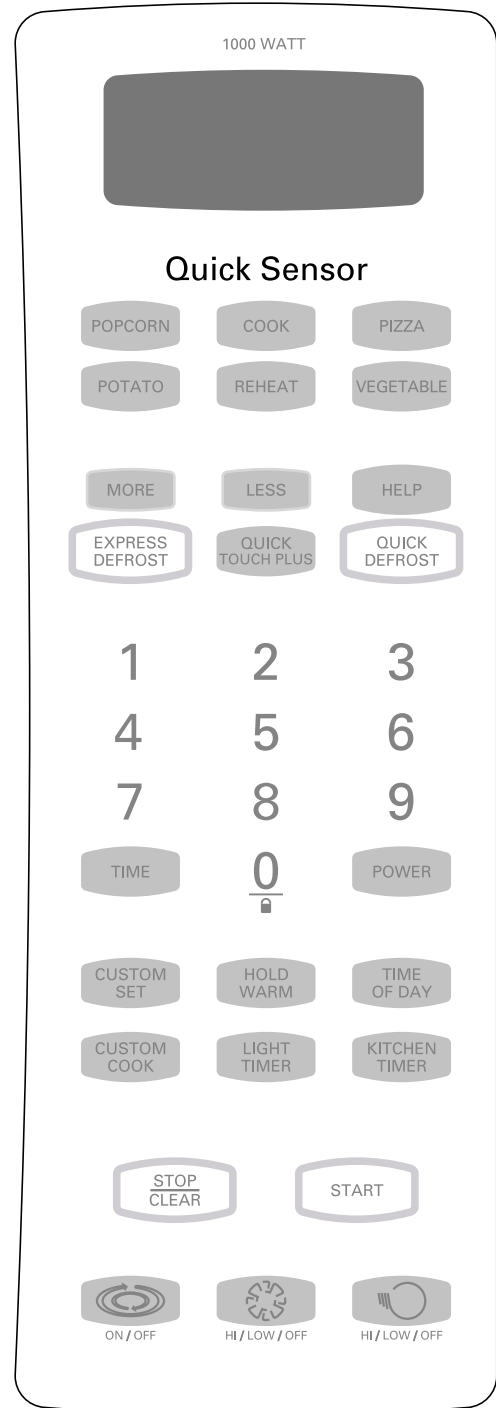 1000 WATT
Quick Sensor
POPCORN COOK PIZZA
POTATO REHEAT VEGETABLE
MORE LESS HELP
EXPRESS DEFROST QUICK TOUCH PLUS QUICK DEFROST
1 2 3
4 5 6
7 8 9
TIME 0 POWER
CUSTOM SET HOLD WARM TIME OF DAY
CUSTOM COOK LIGHT TIMER KITCHEN TIMER
STOP CLEAR START
ON / OFF HI / LOW / OFF HI / LOW / OFF